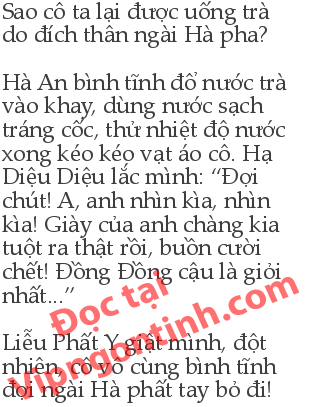 Sao cô ta lại được uống trà
do đích thân ngài Hà pha?

Hà An bình tĩnh đổ nước trà
vào khay, dùng nước sạch
tráng cốc, thử nhiệt độ nước
xong kéo kéo vạt áo cô. Hạ
Diệu Diệu lắc mình: “Đợi
chút! A, anh nhìn kìa, nhìn
kìa! Giày của anh chàng kia
tuột ra thật rồi, buồn cười
chết! Đồng Đồng cậu là giỏi
nhất...”
Đọc tại
Vipngontinh.com

Liễu Phất Y giật mình, đột
nhiên, cô vô cùng bình tĩnh
đợi ngài Hà phất tay bỏ đi!